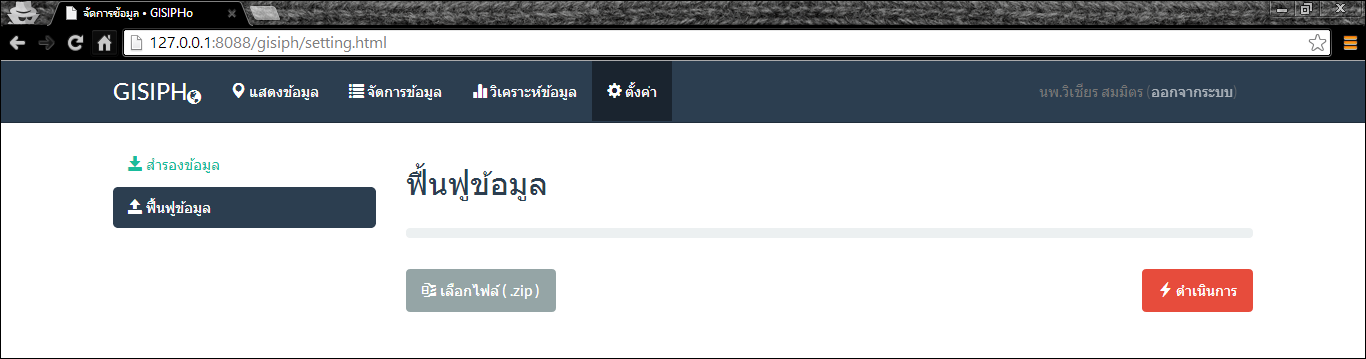 จัดการข้อมูล • GISIPHo
127.0.0.1:8088/gisiph/setting.html
GISIPH แสดงข้อมูล จัดการข้อมูล วิเคราะห์ข้อมูล ตั้งค่า นพ.วิเชียร สมมิตร (ออกจากระบบ)
สำรองข้อมูล
ฟื้นฟูข้อมูล
ฟื้นฟูข้อมูล
เลือกไฟล์ ( .zip ) ดำเนินการ